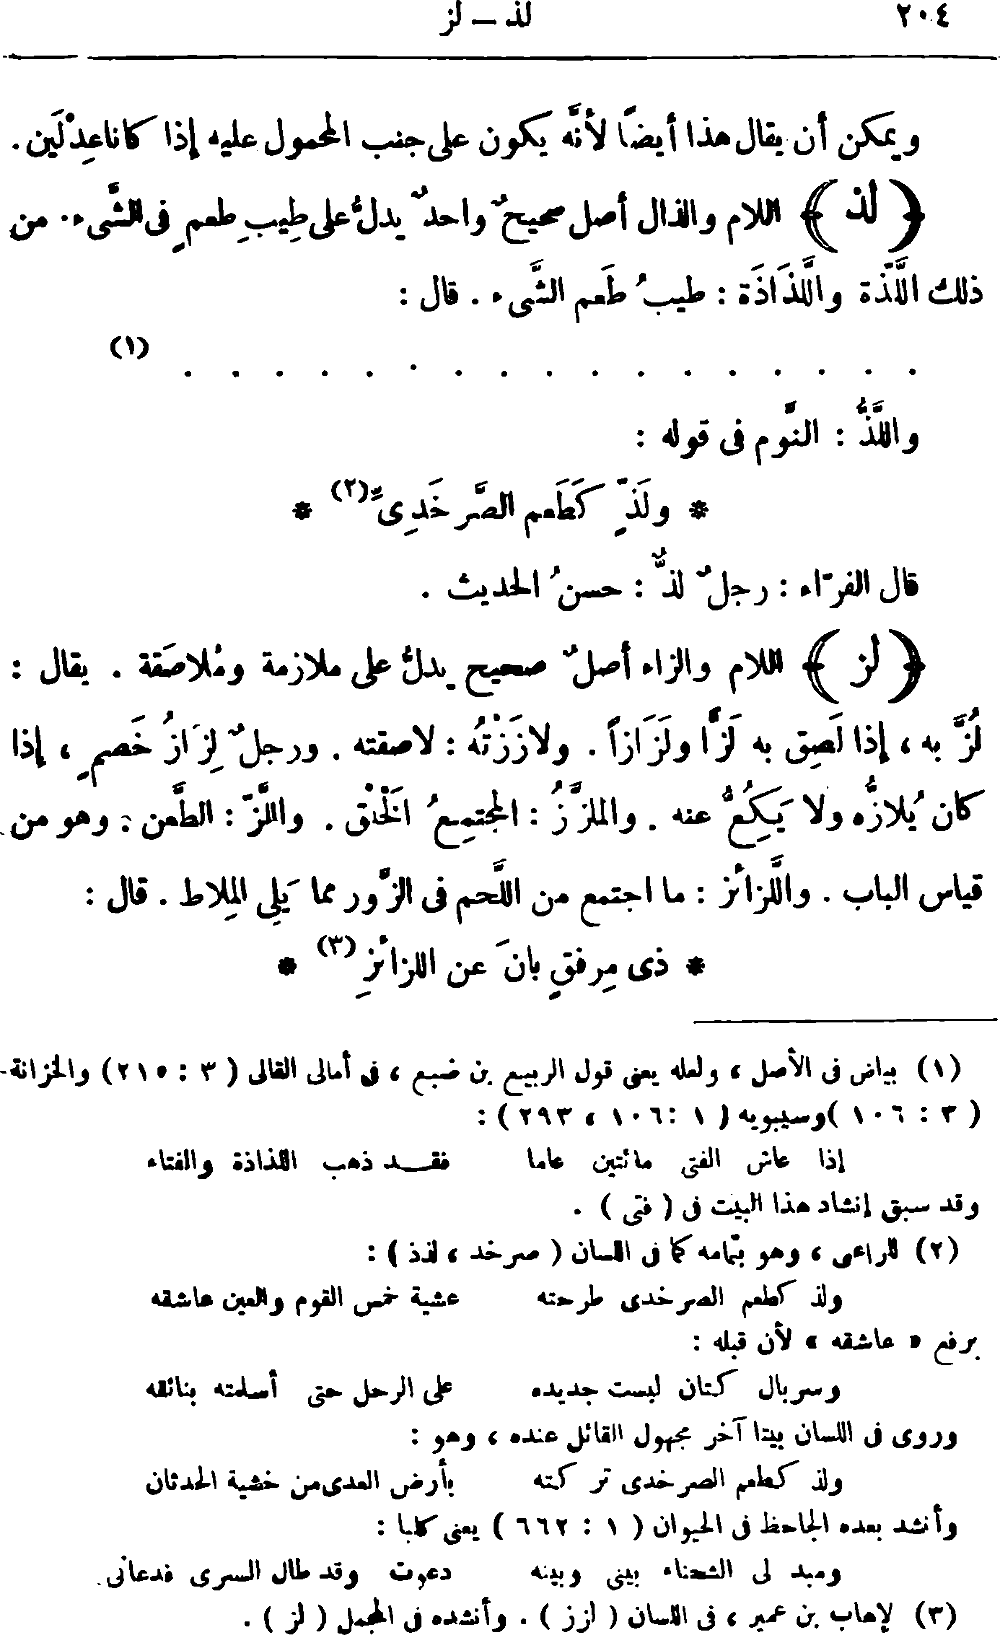 ٢٠٤ لذ — لز
ويمكن أن يقال هذا أيضًا لأنَّه يكون على جنب المحمول عليه إذا كانا عِدْلَين .
﴿ لذ ﴾ اللام والذال أصل صحيحٌ واحدٌ يدلُّ على طِيبِ طعمٍ فى الشَّىء. من
ذلك اللَّذَّة واللَّذَاذَة : طيبُ طَعم الشَّىء . قال :
. . . . . . . . . . . . . . . . . (١)
واللَّذُّ : النَّوم فى قوله :
* ولَذٍّ كَطَعم الصَّرخَدِىِّ (٢) *
قال الفرّاء : رجلٌ لذٌّ : حسنُ الحديث .
﴿ لز ﴾ اللام والزاء أصلٌ صحيح يدلُّ على ملازمة ومُلاصَقة . يقال :
لُزَّ به ، إذا لَصِق به لَزًّا ولَزَازاً . ولازَزْتُه : لاصقته . ورجلٌ لِزَازُ خَصمٍ ، إذا
كان يُلازُّه ولا يَكِعُّ عنه . والملزَّزُ : المجتمِعُ الخَلْق . واللَّزّ : الطَّعن ، وهو من
قياس الباب . واللَّزائز : ما اجتمع من اللَّحم فى الزَّور مما يَلِى المِلاط . قال :
* ذى مِرفقٍ بانَ عن اللزائزِ (٣) *
(١) بياض فى الأصل ، ولعله يعنى قول الربيع بن ضبع ، فى أمالى القالى ( ٣ : ٢١٥ ) والخزانة
( ٣ : ١٠٦ ) وسيبويه ( ١ : ١٠٦ ، ٢٩٣ ) :
إذا عاش الفتى مائتين عاما فقـد ذهب اللذاذة والفتاء
وقد سبق إنشاد هذا البيت فى ( فتى ) .
(٢) للراعى ، وهو بتمامه كما فى اللسان ( صرخد ، لذذ ) :
ولذ كطعم الصرخدى طرحته عشية خمس القوم والعين عاشقه
برفع « عاشقه » لأن قبله :
وسربال كتان لبست جديده على الرحل حتى أسلمته بنائقه
وروى فى اللسان بيتا آخر مجهول القائل عنده ، وهو :
ولذ كطعم الصرخدى تركته بأرض العدى من خشية الحدثان
وأنشد بعده الجاحظ فى الحيوان ( ١ : ٦٦٢ ) يعنى كلبا :
ومبد لى الشحناء بينى وبينه دعوت وقد طال السرى فدعانى
(٣) لإهاب بن عمير ، فى اللسان ( لزز ) . وأنشده فى المجمل ( لز ) .